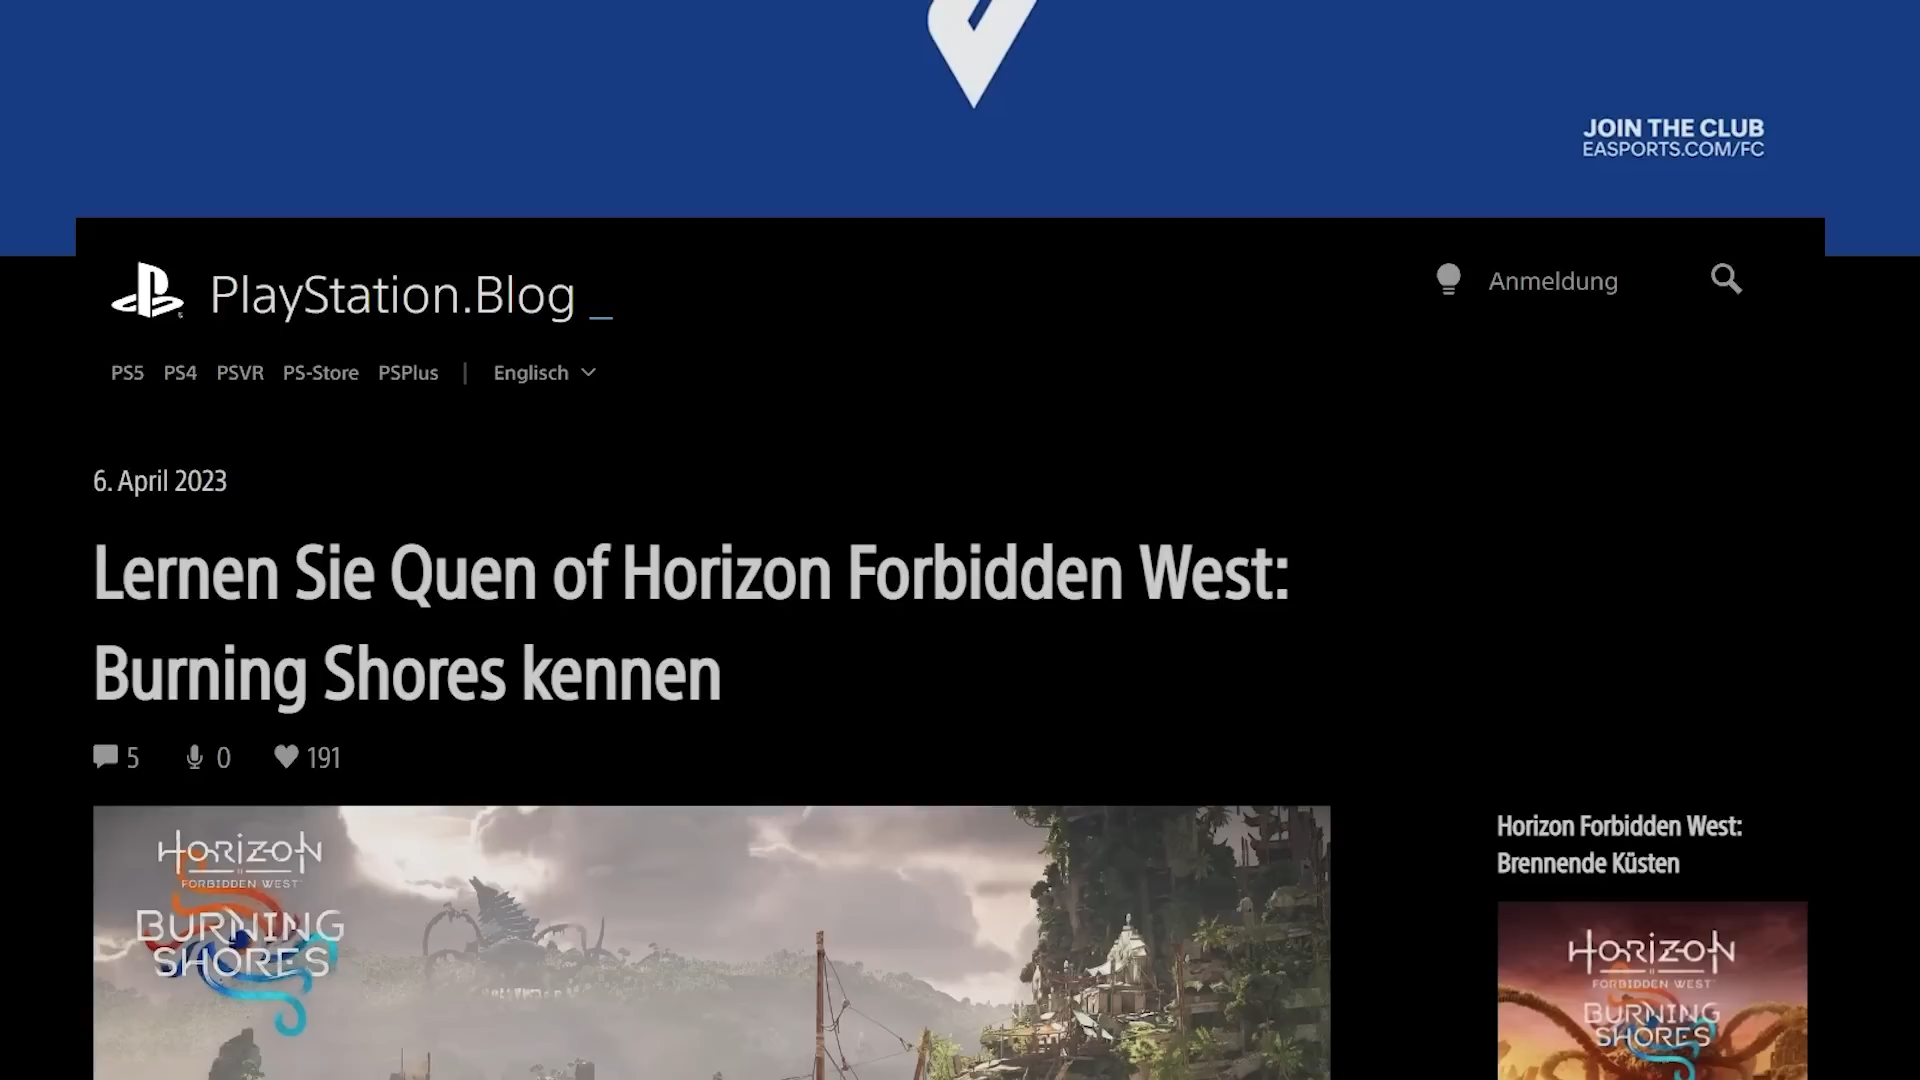 JOIN THE CLUB
EASPORTS.COM/FC
PlayStation.Blog _
Anmeldung
PS5 PS4 PSVR PS-Store PSPlus | Englisch
6. April 2023
Lernen Sie Quen of Horizon Forbidden West:
Burning Shores kennen
5 0 191
HORIZON
FORBIDDEN WEST
BURNING
SHORES
Horizon Forbidden West:
Brennende Küsten
HORIZON
FORBIDDEN WEST
BURNING
SHORES